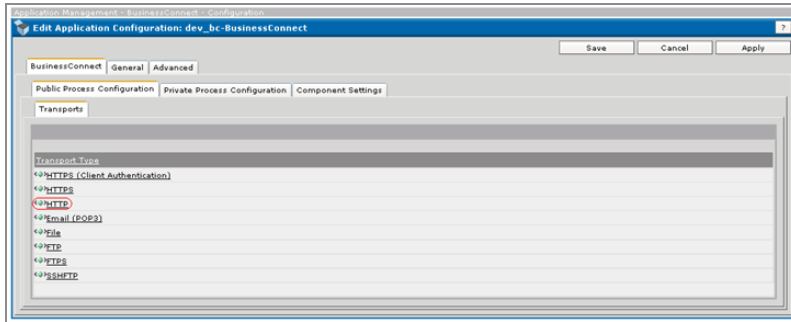 Application Management - BusinessConnect - Configuration
Edit Application Configuration: dev_bc-BusinessConnect
?
Save Cancel Apply
BusinessConnect General Advanced
Public Process Configuration Private Process Configuration Component Settings
Transports
Transport Type
HTTPS (Client Authentication)
HTTPS
HTTP
Email (POP3)
File
FTP
FTPS
SSHFTP